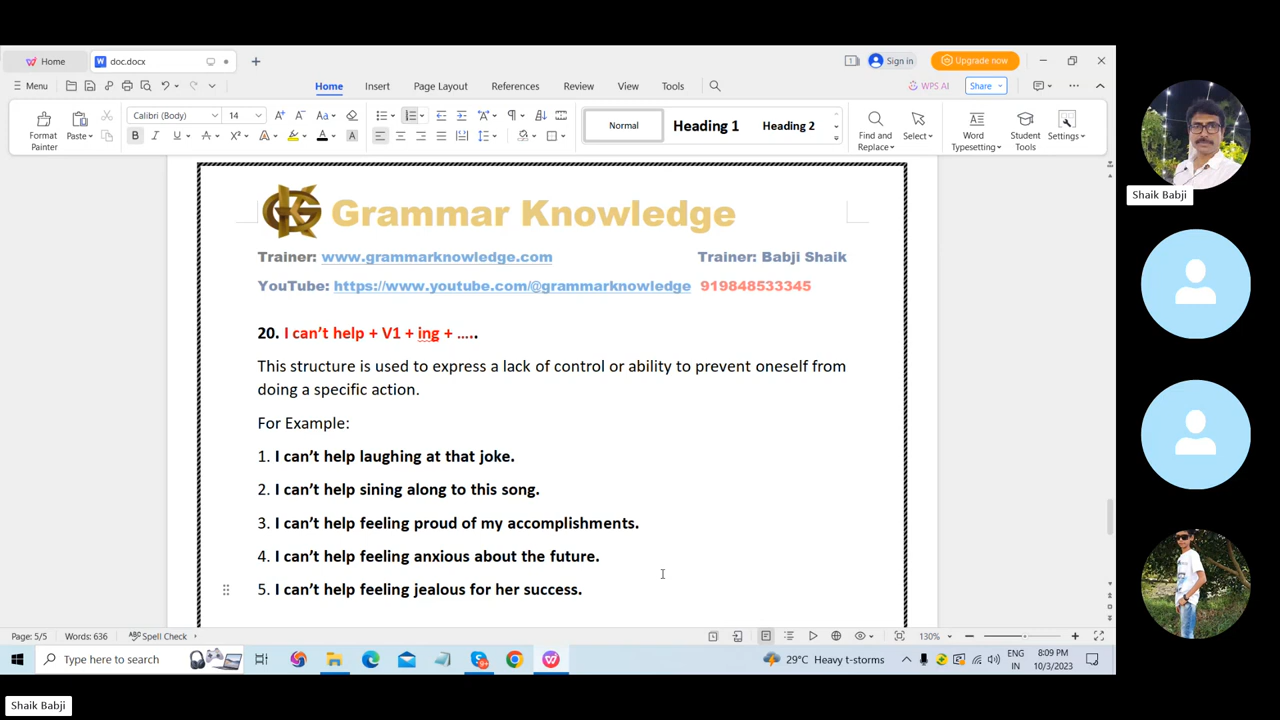 Home
doc.docx
Sign in
Upgrade now
Menu
Home
Insert
Page Layout
References
Review
View
Tools
WPS AI
Share
Format Painter
Paste
Calibri (Body)
14
Normal
Heading 1
Heading 2
Find and Replace
Select
Word Typesetting
Student Tools
Settings
Grammar Knowledge
Trainer: www.grammarknowledge.com Trainer: Babji Shaik
YouTube: https://www.youtube.com/@grammarknowledge 919848533345
20. I can’t help + V1 + ing + .....
This structure is used to express a lack of control or ability to prevent oneself from
doing a specific action.
For Example:
1. I can’t help laughing at that joke.
2. I can’t help sining along to this song.
3. I can’t help feeling proud of my accomplishments.
4. I can’t help feeling anxious about the future.
5. I can’t help feeling jealous for her success.
Page: 5/5 Words: 636 Spell Check 130%
Type here to search
29°C Heavy t-storms
ENG
IN
8:09 PM
10/3/2023
Shaik Babji
Shaik Babji